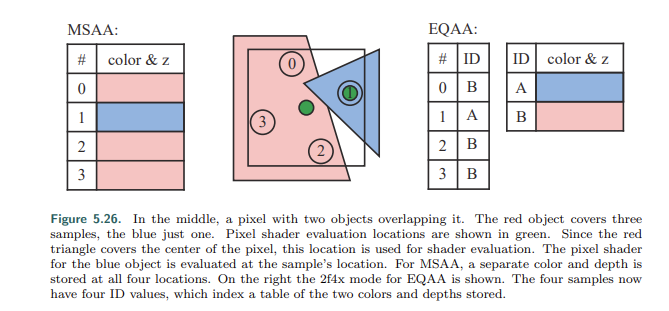 MSAA:
EQAA:
# color & z
0
1
2
3
0
1
3
2
# ID
0 B
1 A
2 B
3 B
ID color & z
A
B
Figure 5.26. In the middle, a pixel with two objects overlapping it. The red object covers three
samples, the blue just one. Pixel shader evaluation locations are shown in green. Since the red
triangle covers the center of the pixel, this location is used for shader evaluation. The pixel shader
for the blue object is evaluated at the sample's location. For MSAA, a separate color and depth is
stored at all four locations. On the right the 2f4x mode for EQAA is shown. The four samples now
have four ID values, which index a table of the two colors and depths stored.